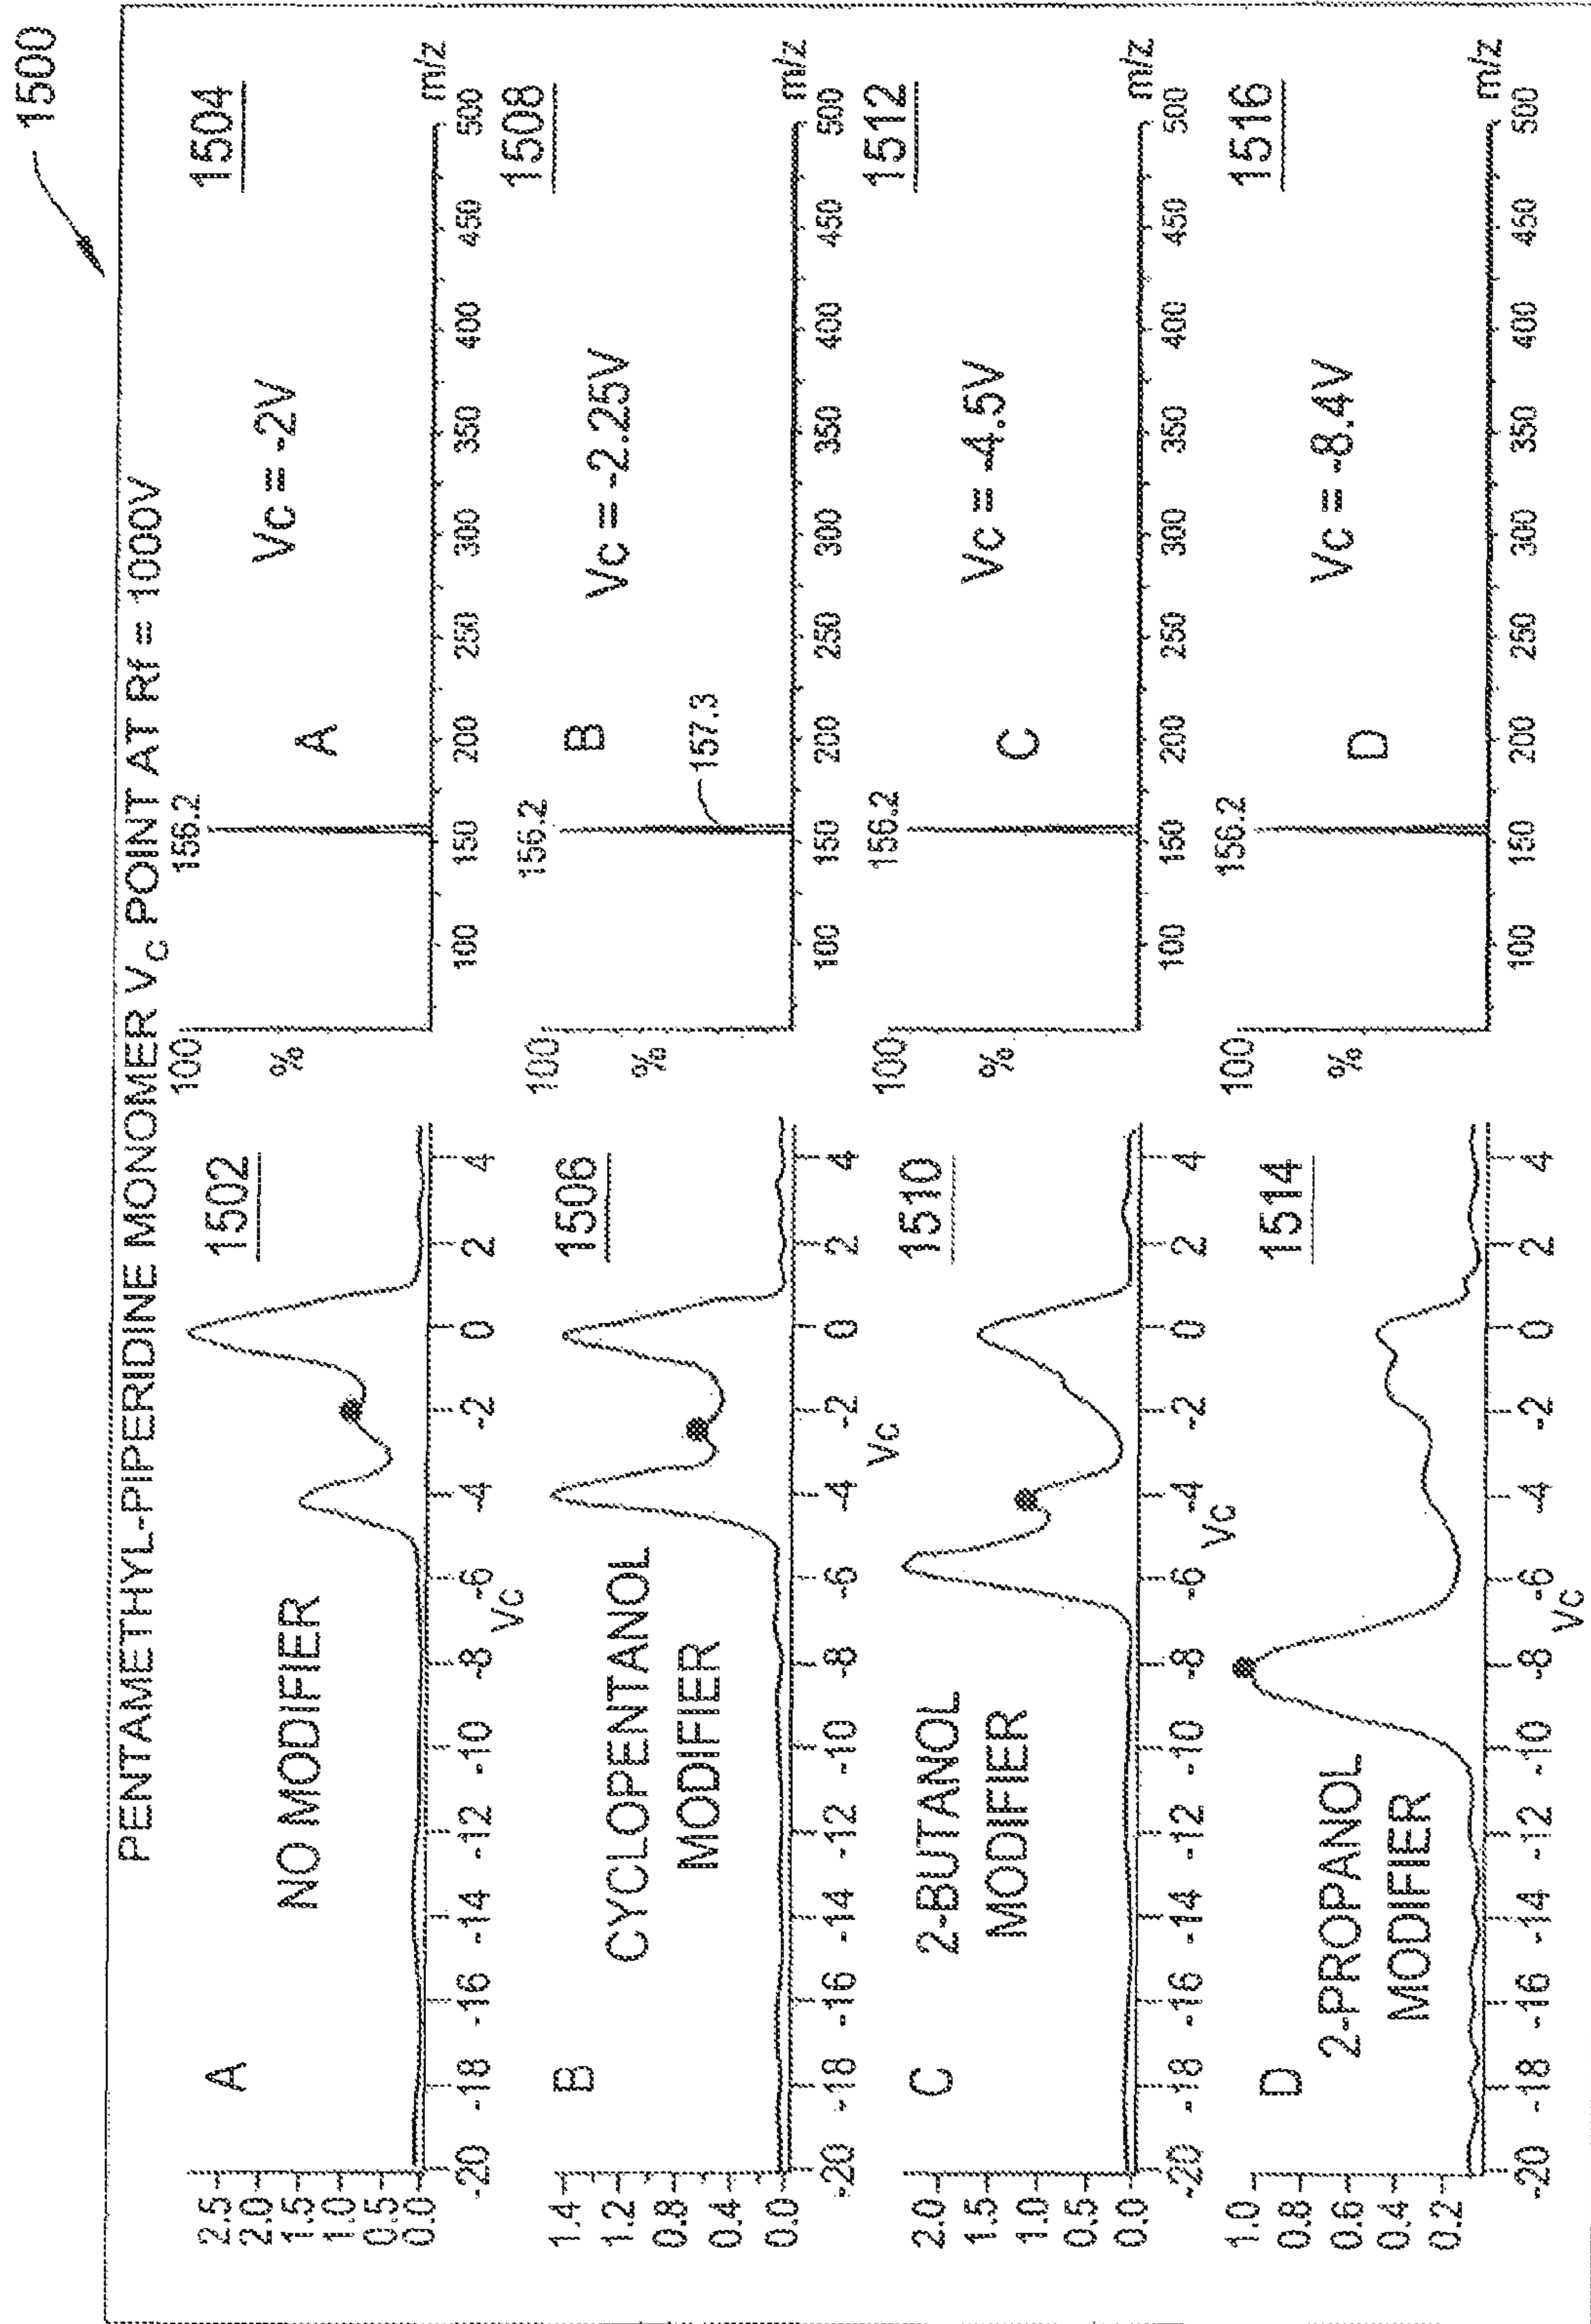 1500
PENTAMETHYL-PIPERIDINE MONOMER VC POINT AT Rf = 1000V
A
NO MODIFIER
1502
2.5
2.0
1.5
1.0
0.5
0.0
-20 -18 -16 -14 -12 -10 -8 -6 -4 -2 0 2 4
Vc
100
%
156.2
A
Vc = -2V
1504
100 150 200 250 300 350 400 450 500
m/z
B
CYCLOPENTANOL
MODIFIER
1506
1.4
1.2
0.8
0.4
0.0
-20 -18 -16 -14 -12 -10 -8 -6 -4 -2 0 2 4
Vc
100
%
156.2
157.3
B
Vc = -2.25V
1508
100 150 200 250 300 350 400 450 500
m/z
C
2-BUTANOL
MODIFIER
1510
2.0
1.5
1.0
0.5
0.0
-20 -18 -16 -14 -12 -10 -8 -6 -4 -2 0 2 4
Vc
100
%
156.2
C
Vc = -4.5V
1512
100 150 200 250 300 350 400 450 500
m/z
D
2-PROPANOL
MODIFIER
1514
1.0
0.8
0.6
0.4
0.2
-20 -18 -16 -14 -12 -10 -8 -6 -4 -2 0 2 4
Vc
100
%
156.2
D
Vc = -8.4V
1516
100 150 200 250 300 350 400 450 500
m/z